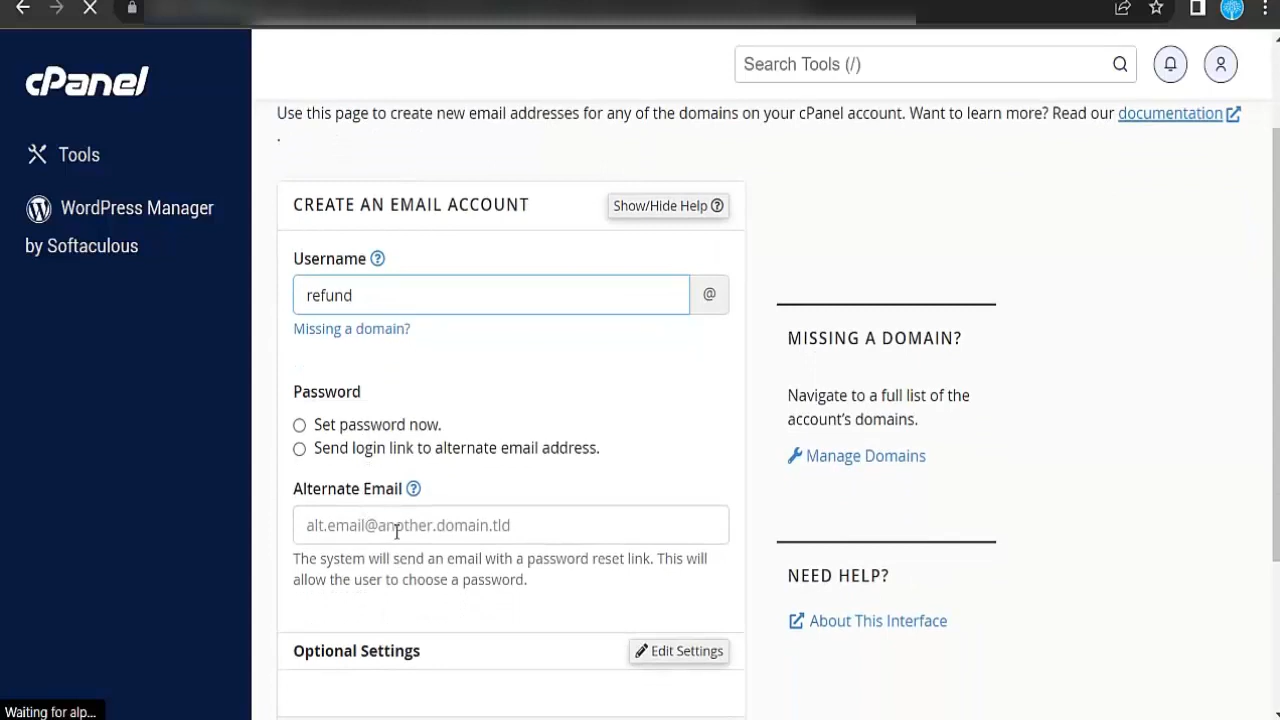 cPanel
Search Tools (/)
Tools
WordPress Manager
by Softaculous
Use this page to create new email addresses for any of the domains on your cPanel account. Want to learn more? Read our documentation
.
CREATE AN EMAIL ACCOUNT
Show/Hide Help
Username
refund
@
Missing a domain?
Password
Set password now.
Send login link to alternate email address.
Alternate Email
alt.email@another.domain.tld
The system will send an email with a password reset link. This will
allow the user to choose a password.
Optional Settings
Edit Settings
MISSING A DOMAIN?
Navigate to a full list of the
account’s domains.
Manage Domains
NEED HELP?
About This Interface
Waiting for alp...